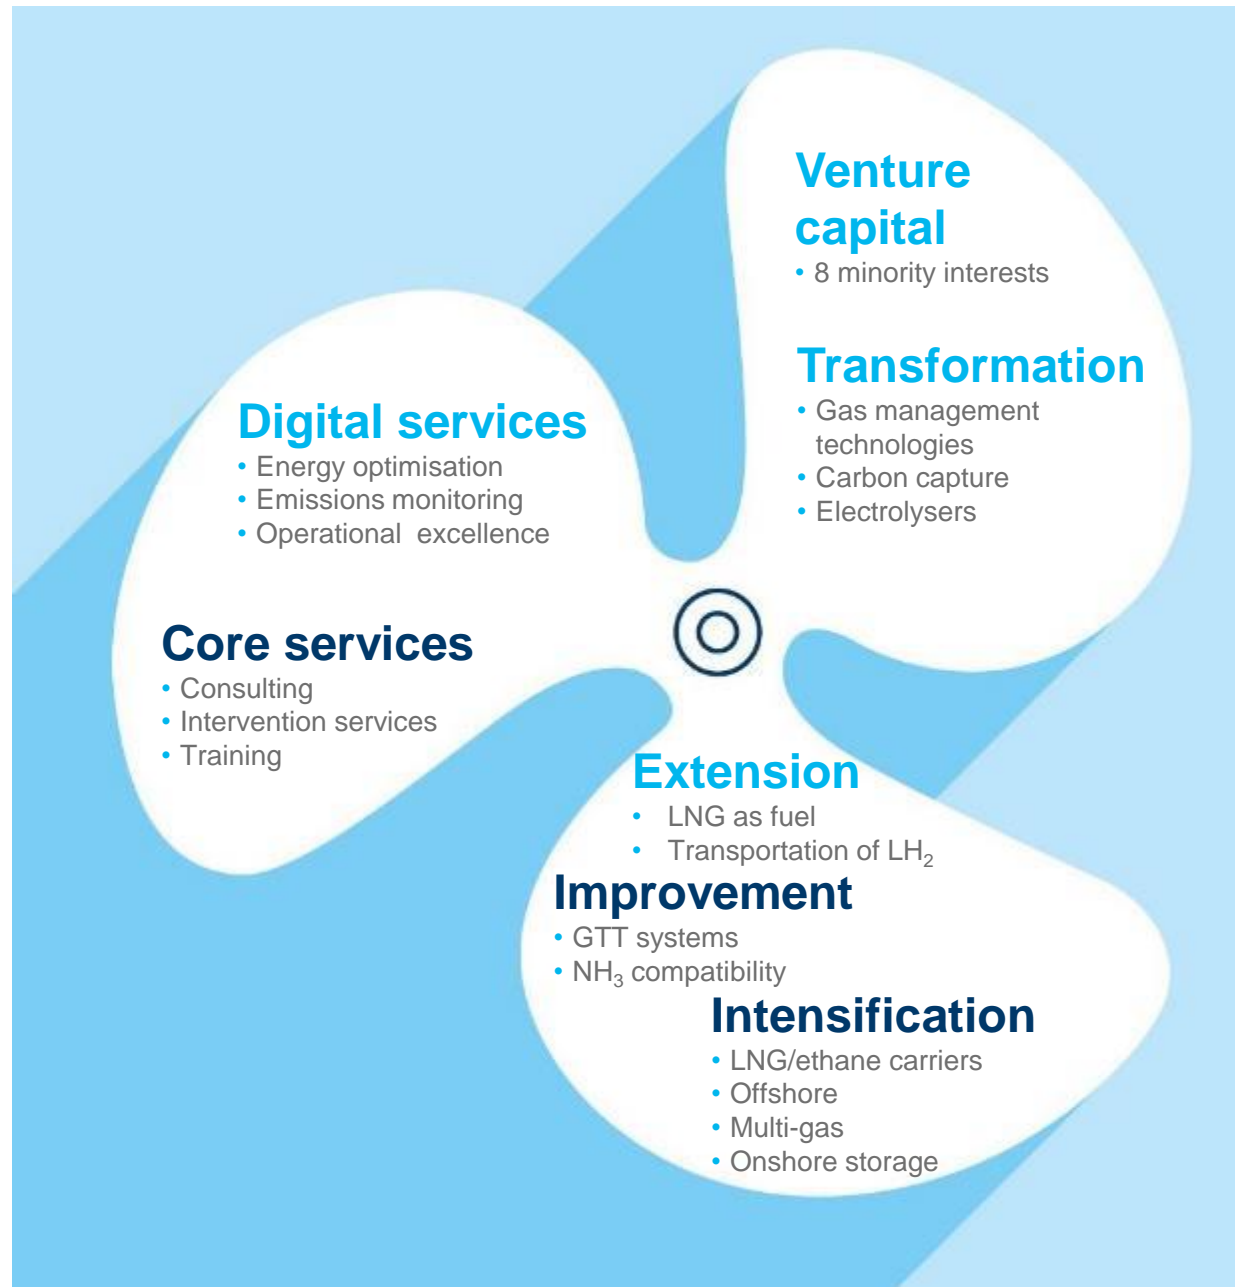 Venture
capital
• 8 minority interests
Transformation
• Gas management
technologies
• Carbon capture
• Electrolysers
Digital services
• Energy optimisation
• Emissions monitoring
• Operational  excellence
Core services
• Consulting
• Intervention services
• Training
Extension
• LNG as fuel
• Transportation of LH₂
Improvement
• GTT systems
• NH₃ compatibility
Intensification
• LNG/ethane carriers
• Offshore
• Multi-gas
• Onshore storage